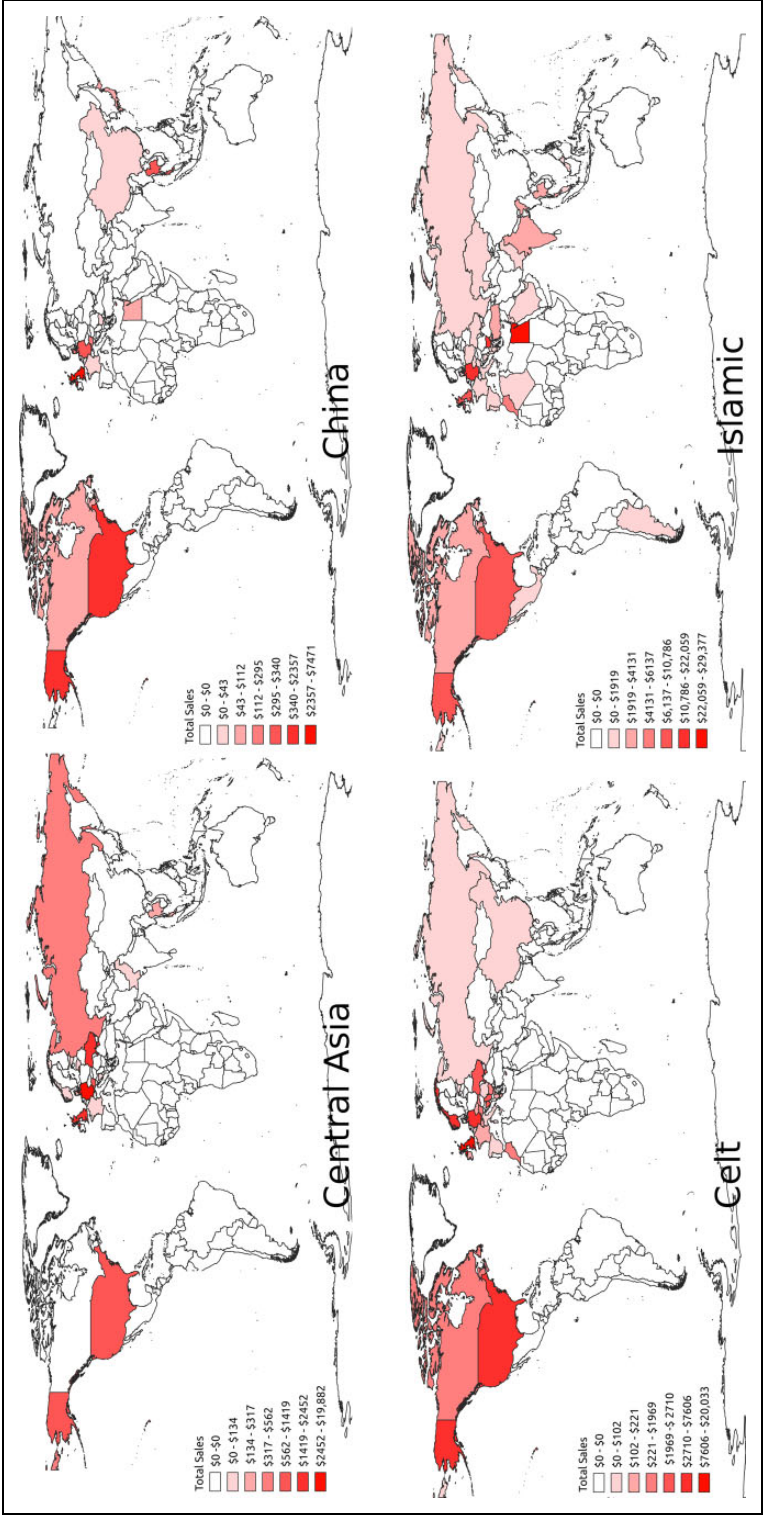 Central Asia
Total Sales
$0 -$0
$0 - $134
$134 - $317
$317 - $562
$562 - $1419
$1419 - $2452
$2452 - $19,882
China
Total Sales
$0 - $0
$0 - $43
$43 - $112
$112 - $295
$295 - $340
$340 - $2357
$2357 - $7471
Celt
Total Sales
$0 - $0
$0 - $102
$102 - $221
$221 - $1969
$1969 - $ 2710
$2710 - $7606
$7606 - $20,033
Islamic
Total Sales
$0 - $0
$0 - $1919
$1919 - $4131
$4131 - $6137
$6,137 - $10,786
$10,786 - $22,059
$22,059 - $29,377